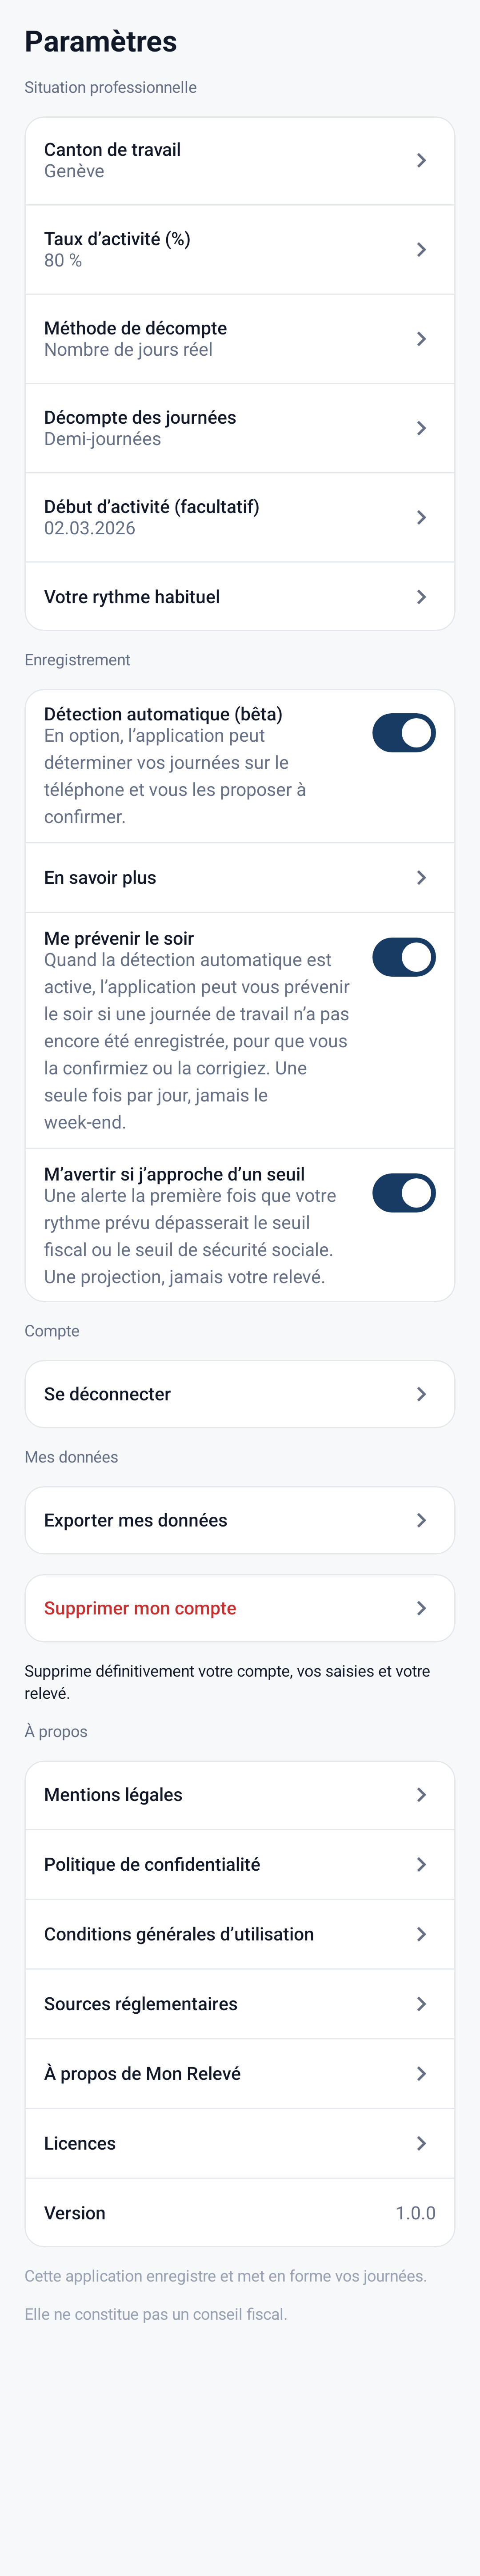 Paramètres
Situation professionnelle
Canton de travail
Genève
Taux d’activité (%)
80 %
Méthode de décompte
Nombre de jours réel
Décompte des journées
Demi-journées
Début d’activité (facultatif)
02.03.2026
Votre rythme habituel
Enregistrement
Détection automatique (bêta)
En option, l’application peut
déterminer vos journées sur le
téléphone et vous les proposer à
confirmer.
En savoir plus
Me prévenir le soir
Quand la détection automatique est
active, l’application peut vous prévenir
le soir si une journée de travail n’a pas
encore été enregistrée, pour que vous
la confirmiez ou la corrigiez. Une
seule fois par jour, jamais le
week-end.
M’avertir si j’approche d’un seuil
Une alerte la première fois que votre
rythme prévu dépasserait le seuil
fiscal ou le seuil de sécurité sociale.
Une projection, jamais votre relevé.
Compte
Se déconnecter
Mes données
Exporter mes données
Supprimer mon compte
Supprime définitivement votre compte, vos saisies et votre
relevé.
À propos
Mentions légales
Politique de confidentialité
Conditions générales d’utilisation
Sources réglementaires
À propos de Mon Relevé
Licences
Version 1.0.0
Cette application enregistre et met en forme vos journées.
Elle ne constitue pas un conseil fiscal.